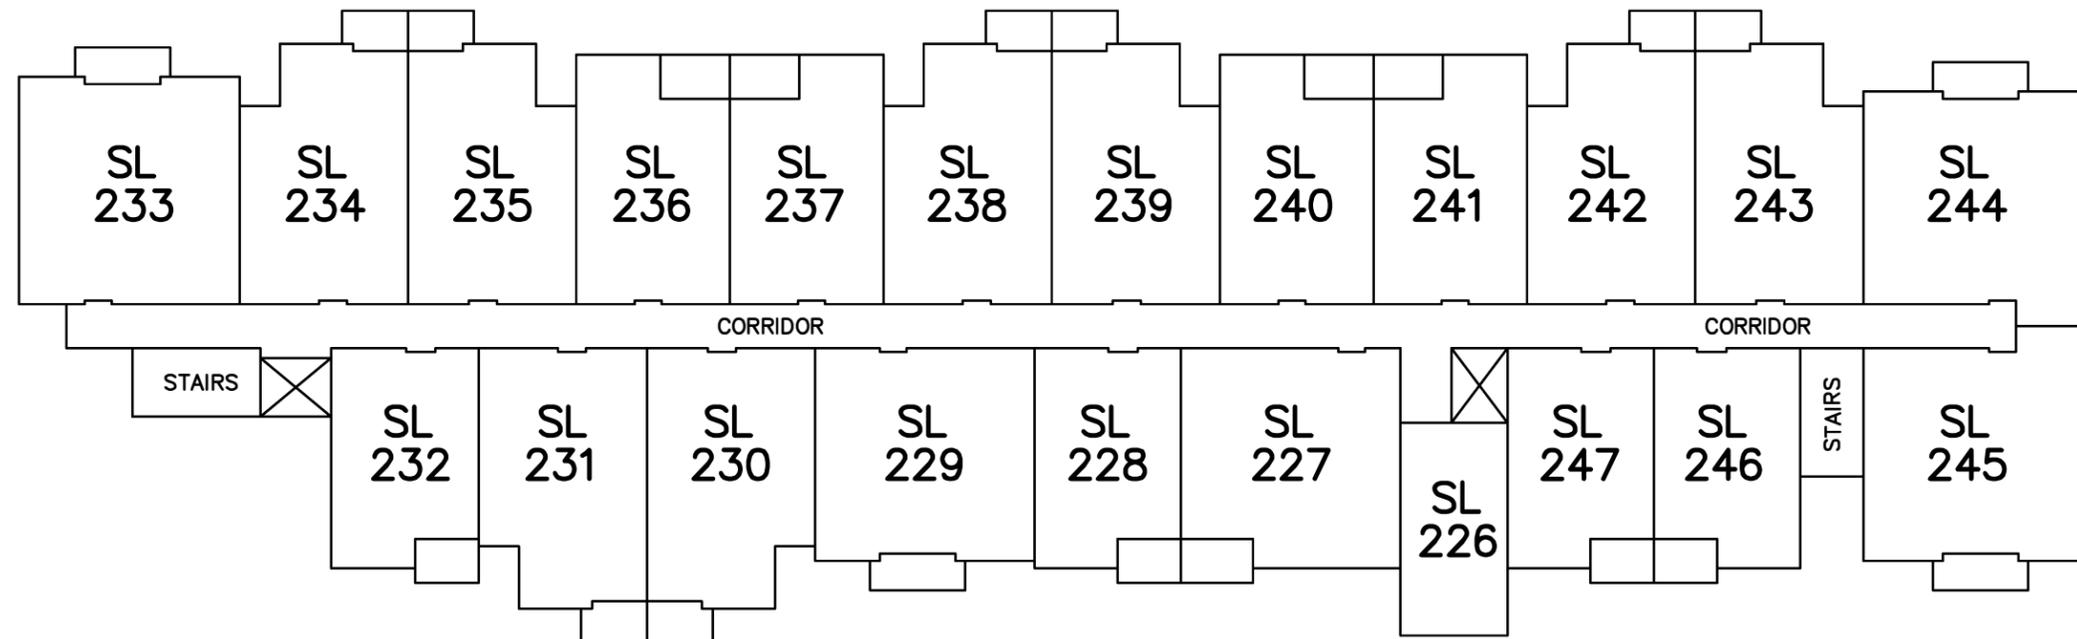 SL
233
SL
234
SL
235
SL
236
SL
237
SL
238
SL
239
SL
240
SL
241
SL
242
SL
243
SL
244
CORRIDOR
CORRIDOR
STAIRS
SL
232
SL
231
SL
230
SL
229
SL
228
SL
227
SL
226
SL
247
SL
246
STAIRS
SL
245